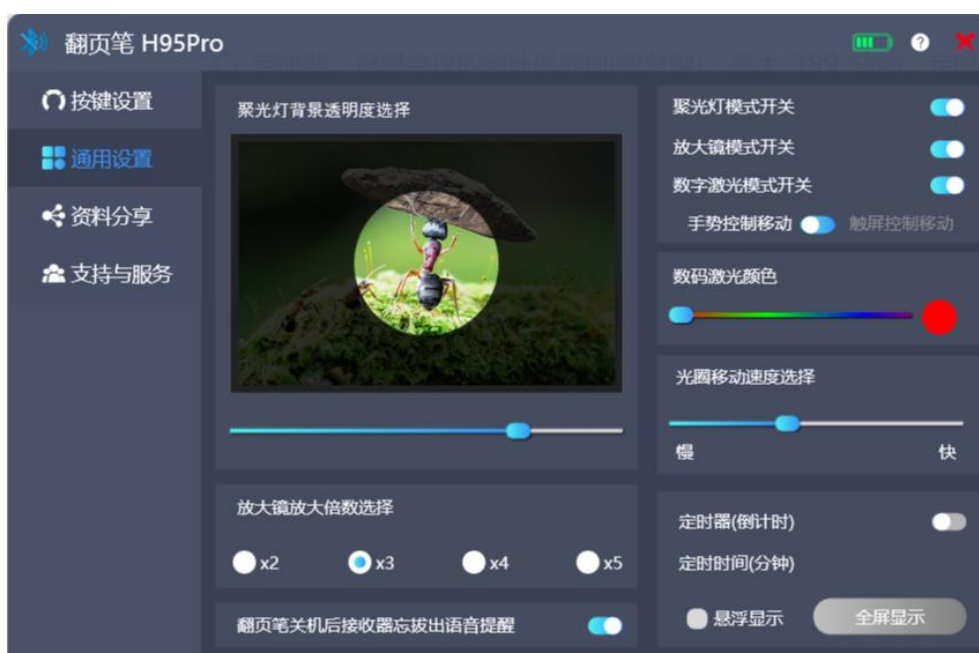 翻页笔 H95Pro
?
按键设置
通用设置
资料分享
支持与服务
聚光灯背景透明度选择
放大镜放大倍数选择
x2
x3
x4
x5
翻页笔关机后接收器忘拔出语音提醒
聚光灯模式开关
放大镜模式开关
数字激光模式开关
手势控制移动 触屏控制移动
数码激光颜色
光圈移动速度选择
慢 快
定时器(倒计时)
定时时间(分钟)
悬浮显示 全屏显示